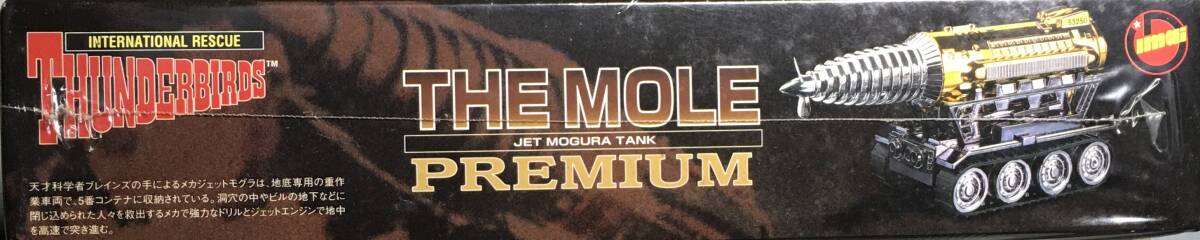 INTERNATIONAL RESCUE
THUNDERBIRDS™
天才科学者ブレインズの手によるメカジェットモグラは、地底専用の重作
業車両で、5番コンテナに収納されている。洞穴の中やビルの地下などに
閉じ込められた人々を救出するメカで強力なドリルとジェットエンジンで地中
を高速で突き進む。
THE MOLE
JET MOGURA TANK
PREMIUM
53250
imai